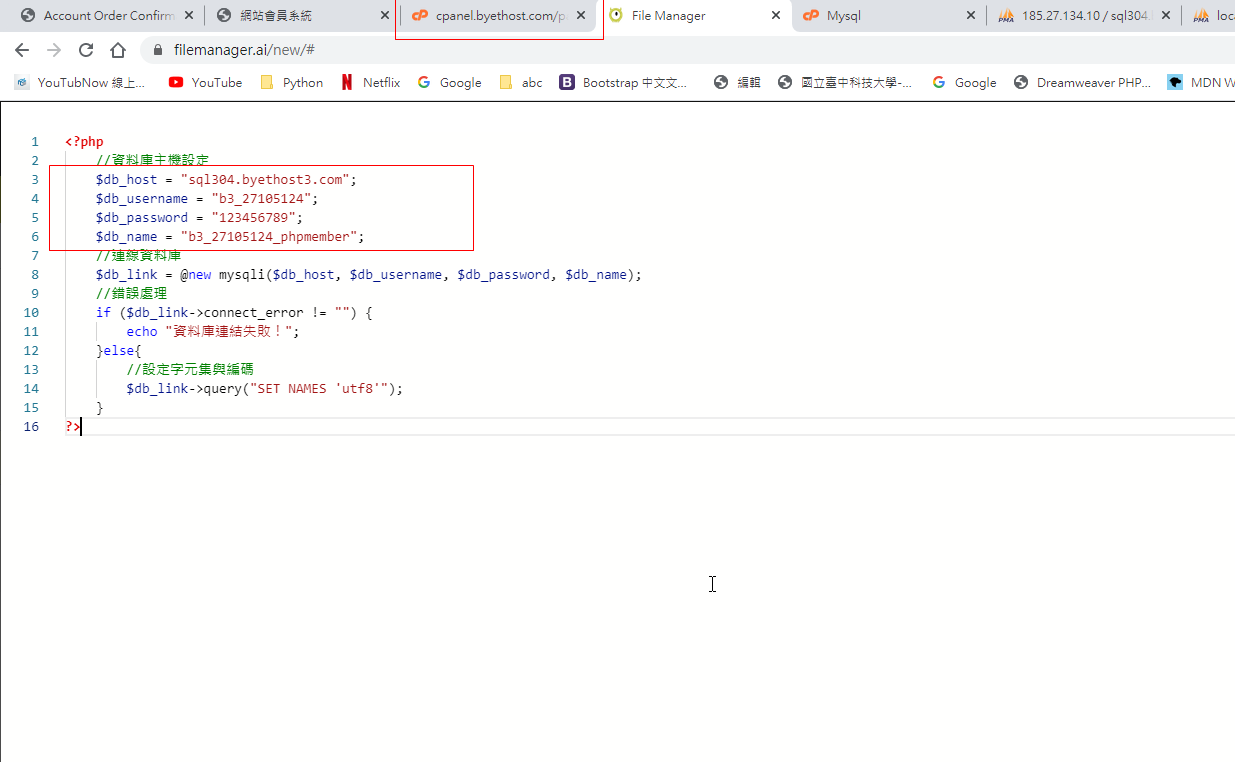 Account Order Confirm
網站會員系統
cpanel.byethost.com/p
File Manager
Mysql
185.27.134.10 / sql304.
loc
filemanager.ai/new/#
YouTubNow 線上...
YouTube
Python
Netflix
Google
abc
Bootstrap 中文文...
編輯
國立臺中科技大學-...
Google
Dreamweaver PHP...
MDN W
1 <?php
2 //資料庫主機設定
3 $db_host = "sql304.byethost3.com";
4 $db_username = "b3_27105124";
5 $db_password = "123456789";
6 $db_name = "b3_27105124_phpmember";
7 //連線資料庫
8 $db_link = @new mysqli($db_host, $db_username, $db_password, $db_name);
9 //錯誤處理
10 if ($db_link->connect_error != "") {
11 echo "資料庫連結失敗！";
12 }else{
13 //設定字元集與編碼
14 $db_link->query("SET NAMES 'utf8'");
15 }
16 ?>